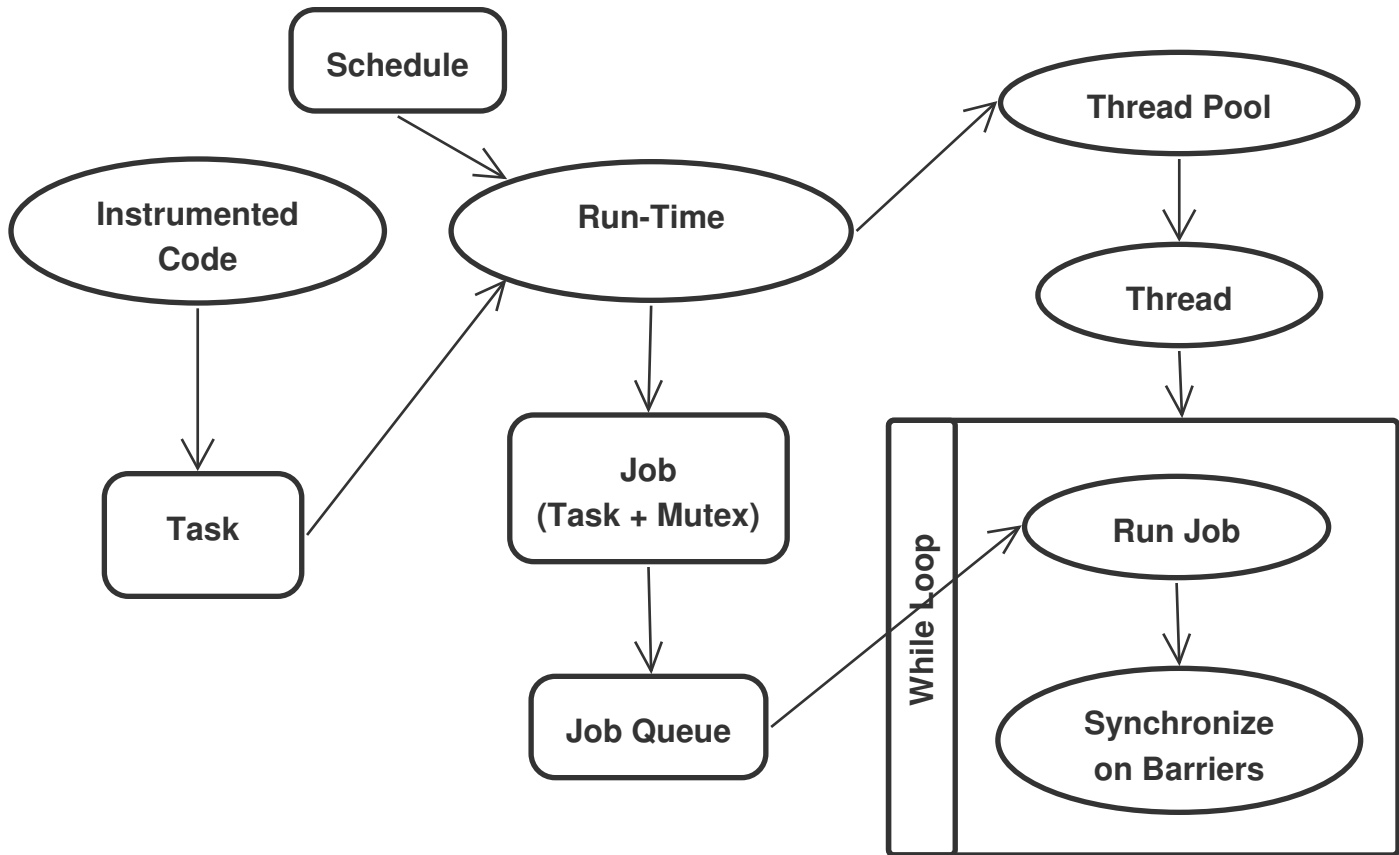 Schedule
Thread Pool
Instrumented
Code
Run-Time
Thread
Task
Job
(Task + Mutex)
Job Queue
While Loop
Run Job
Synchronize
on Barriers